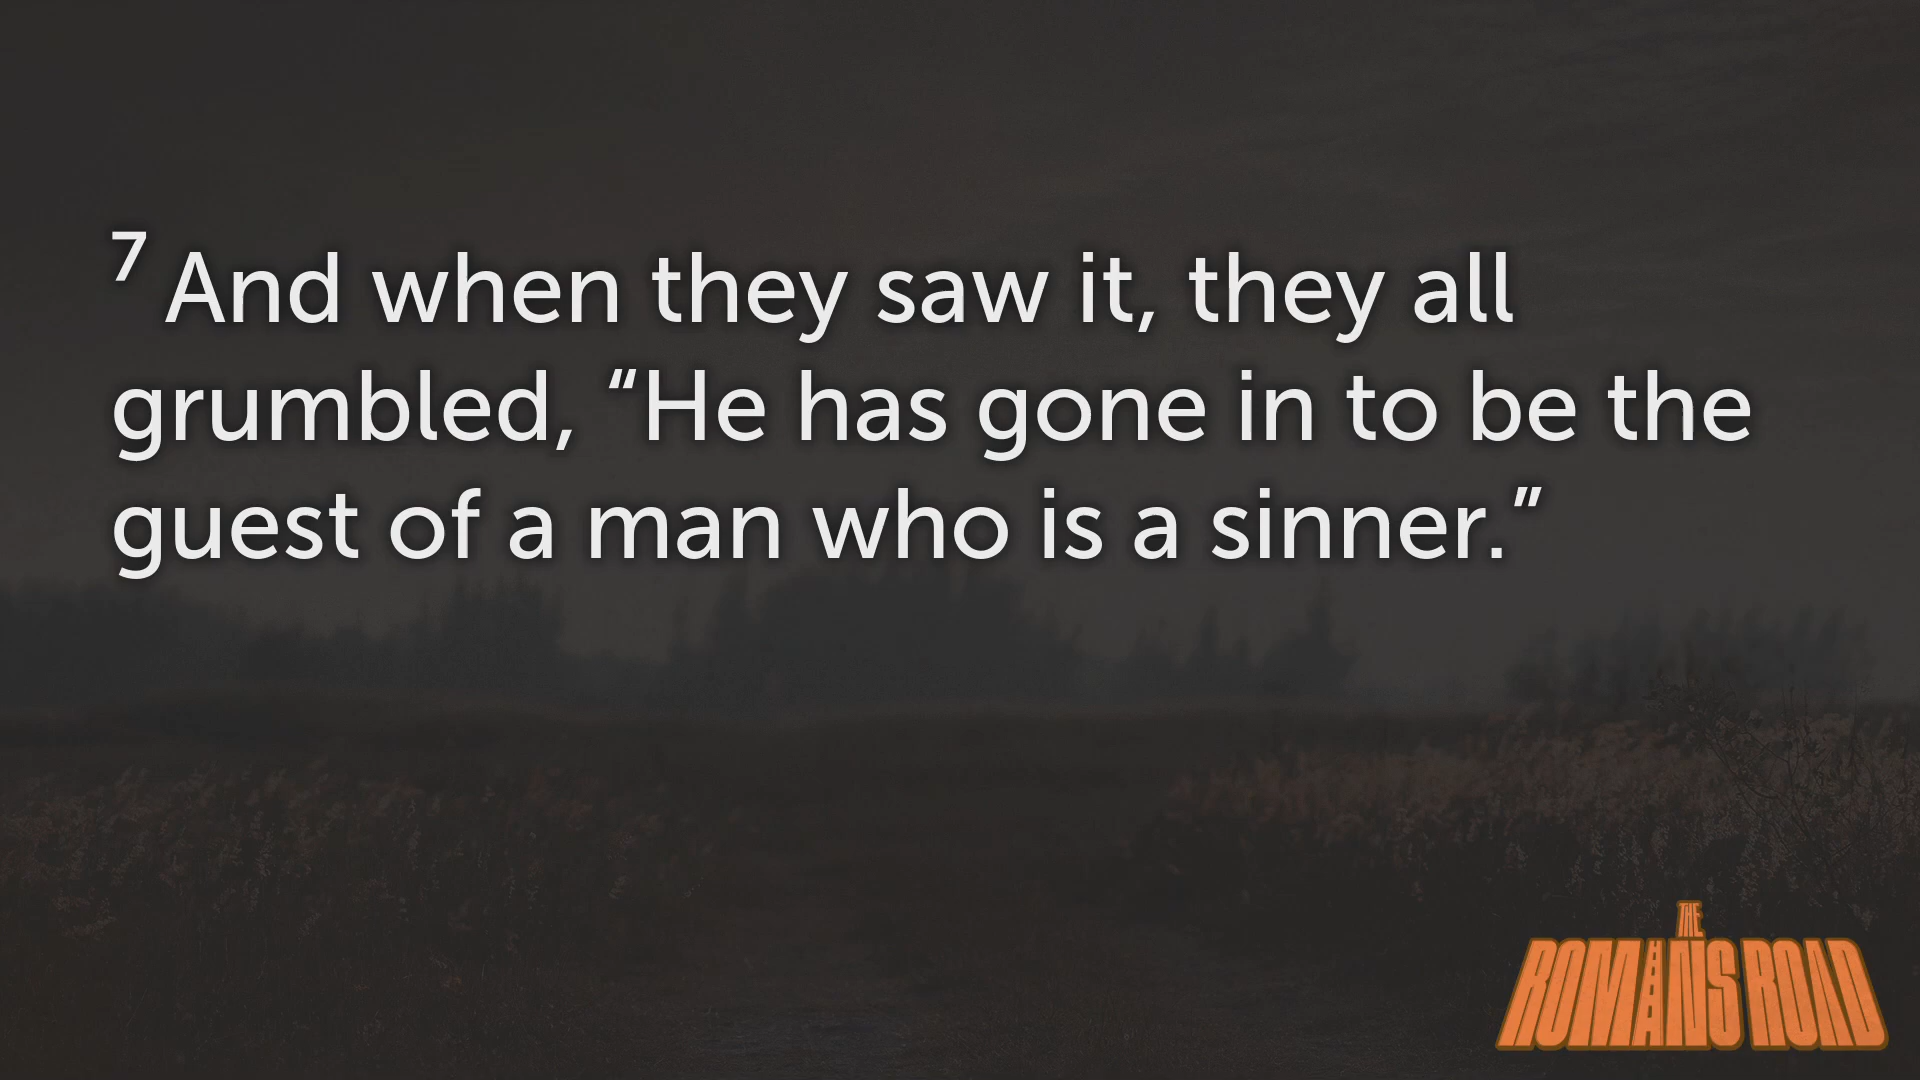 7 And when they saw it, they all
grumbled, “He has gone in to be the
guest of a man who is a sinner.”
THE
ROMANS ROAD